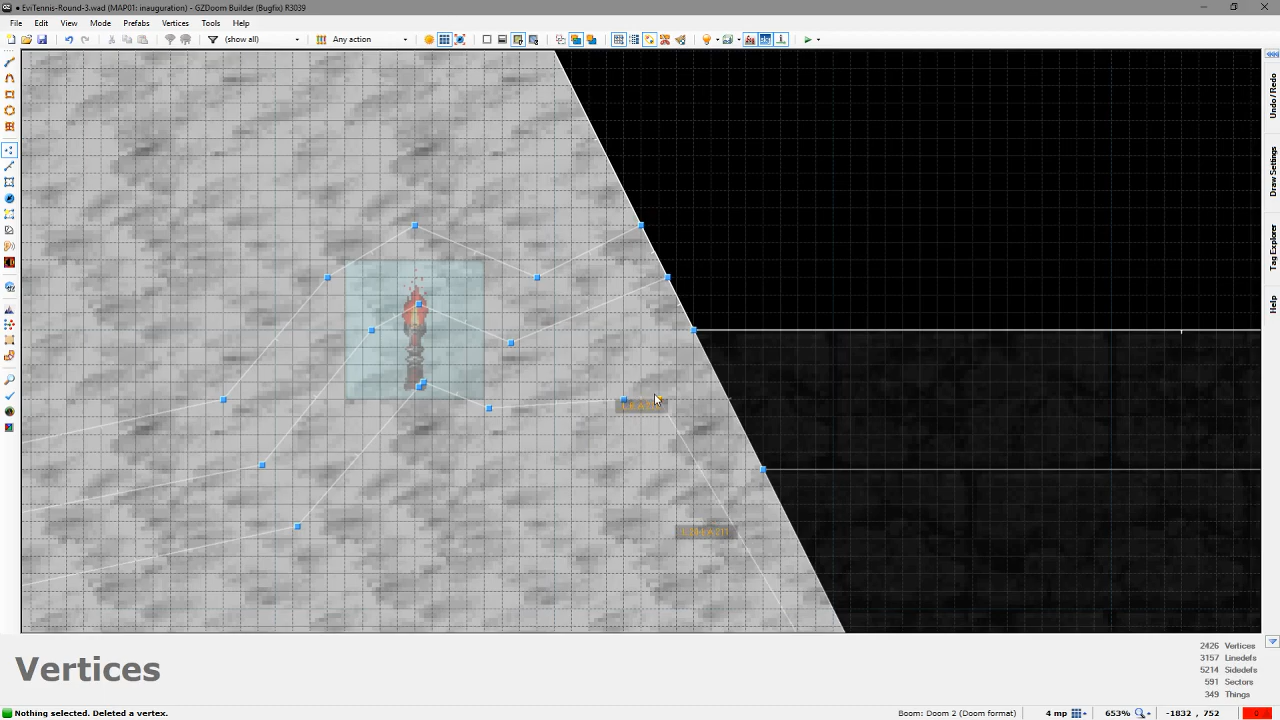 EviTennis-Round-3.wad (MAP01: inauguration) - GZDoom Builder (Bugfix) R3039
File Edit View Mode Prefabs Vertices Tools Help
(show all) Any action
Undo / Redo
Draw Settings
Tag Explorer
Help
Vertices
2426 Vertices
3157 Linedefs
5214 Sidedefs
591 Sectors
349 Things
Nothing selected. Deleted a vertex.
Boom: Doom 2 (Doom format) 4 mp 653% -1832 , 752